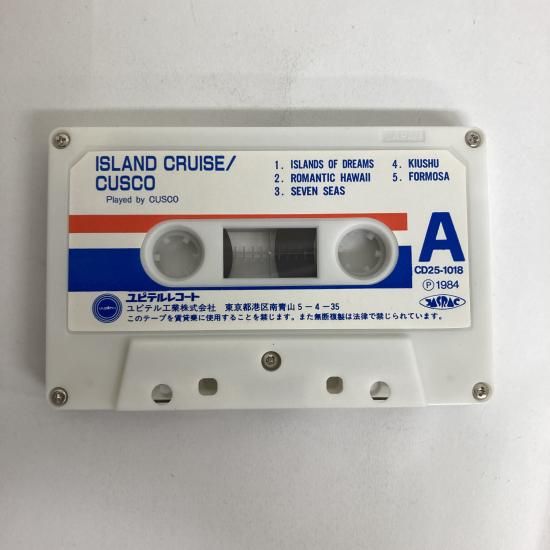 ISLAND CRUISE/
CUSCO
Played by CUSCO
1. ISLANDS OF DREAMS
2. ROMANTIC HAWAII
3. SEVEN SEAS
4. KIUSHU
5. FORMOSA
A
CD25-1018
Ⓟ1984
JASRAC
ユピテルレコート
ユピテル工業株式会社 東京都港区南青山5-4-35
このテープを賃貸業に使用することを禁じます。また無断複製は法律で禁じられています。